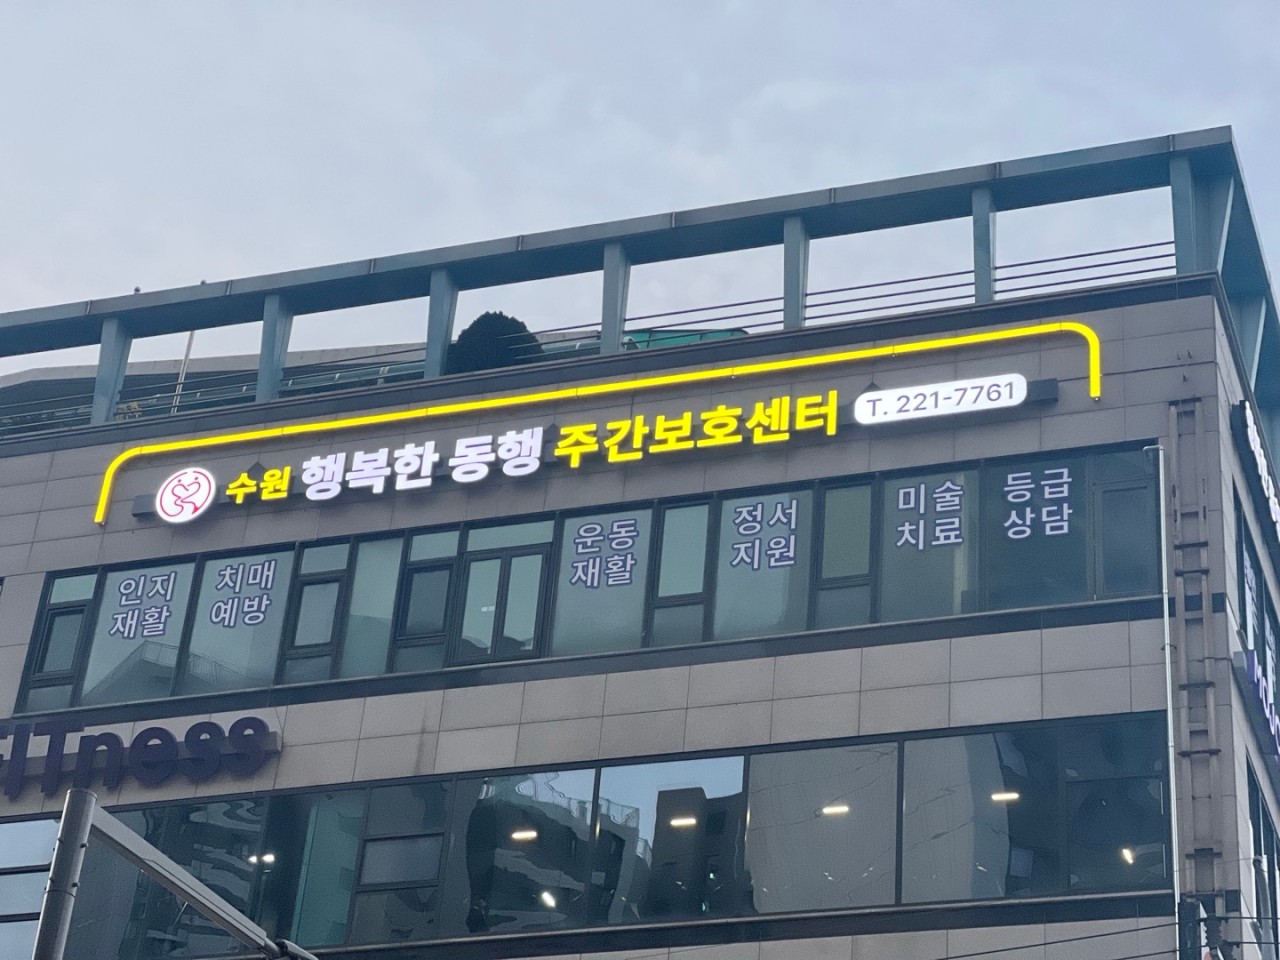 수원 행복한 동행 주간보호센터 T. 221-7761
인지
재활
치매
예방
운동
재활
정서
지원
미술
치료
등급
상담
FITness